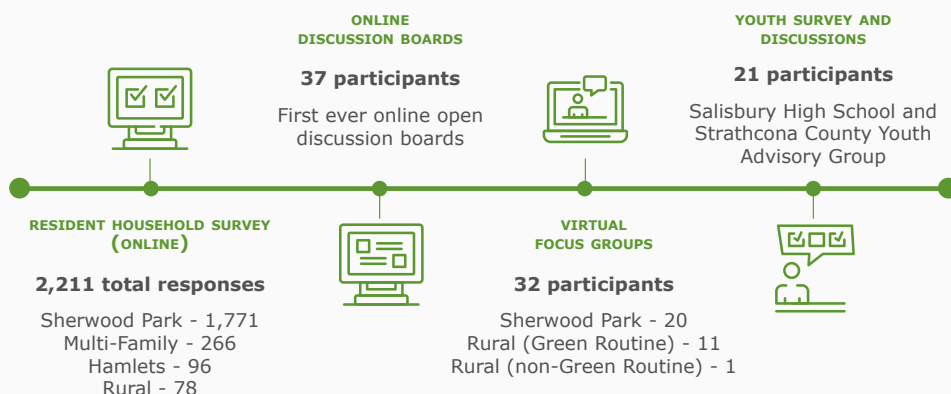 RESIDENT HOUSEHOLD SURVEY
(ONLINE)
2,211 total responses
Sherwood Park - 1,771
Multi-Family - 266
Hamlets - 96
Rural - 78
ONLINE
DISCUSSION BOARDS
37 participants
First ever online open
discussion boards
VIRTUAL
FOCUS GROUPS
32 participants
Sherwood Park - 20
Rural (Green Routine) - 11
Rural (non-Green Routine) - 1
YOUTH SURVEY AND
DISCUSSIONS
21 participants
Salisbury High School and
Strathcona County Youth
Advisory Group